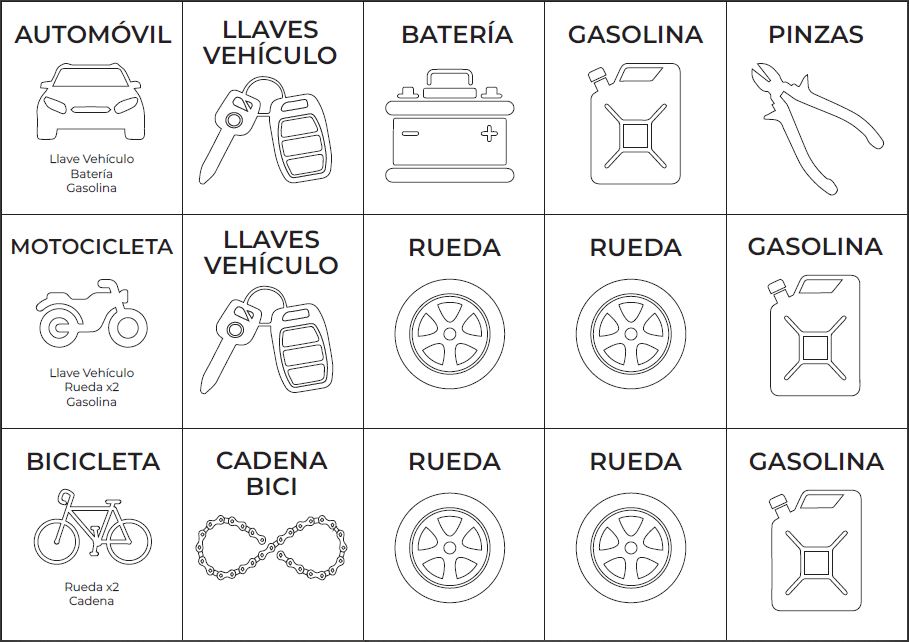 AUTOMÓVIL
Llave Vehículo
Batería
Gasolina
LLAVES
VEHÍCULO
BATERÍA
GASOLINA
PINZAS
MOTOCICLETA
Llave Vehículo
Rueda x2
Gasolina
LLAVES
VEHÍCULO
RUEDA
RUEDA
GASOLINA
BICICLETA
Rueda x2
Cadena
CADENA
BICI
RUEDA
RUEDA
GASOLINA